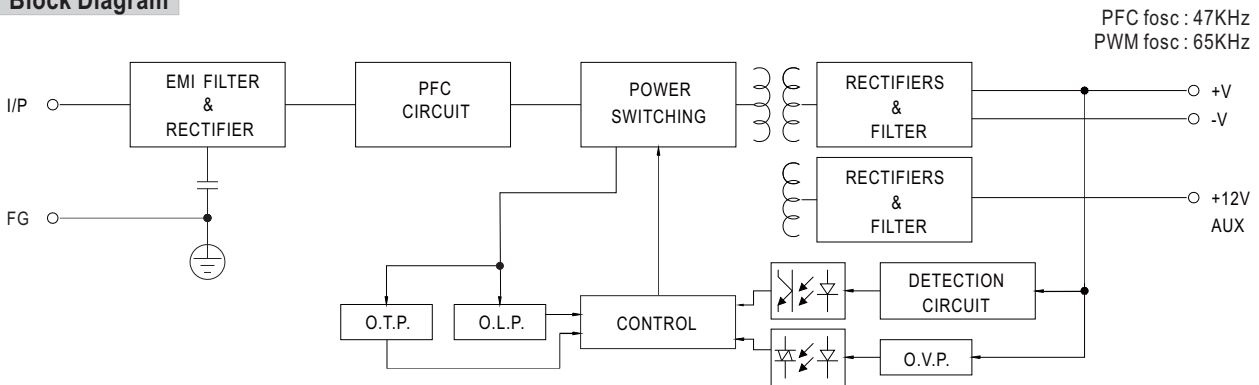 Block Diagram
PFC fosc : 47KHz
PWM fosc : 65KHz
I/P
EMI FILTER
&
RECTIFIER
PFC
CIRCUIT
POWER
SWITCHING
RECTIFIERS
&
FILTER
+V
-V
RECTIFIERS
&
FILTER
+12V
AUX
FG
O.T.P.
O.L.P.
CONTROL
DETECTION
CIRCUIT
O.V.P.